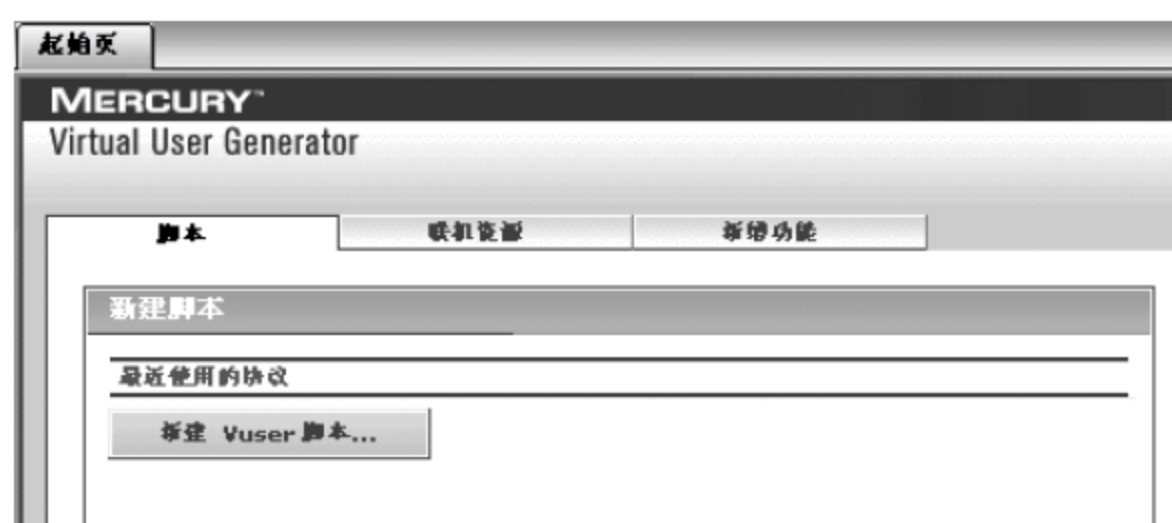 起始页
MERCURY™
Virtual User Generator
脚本 联机资源 新增功能
新建脚本
最近使用的协议
新建 Vuser 脚本...